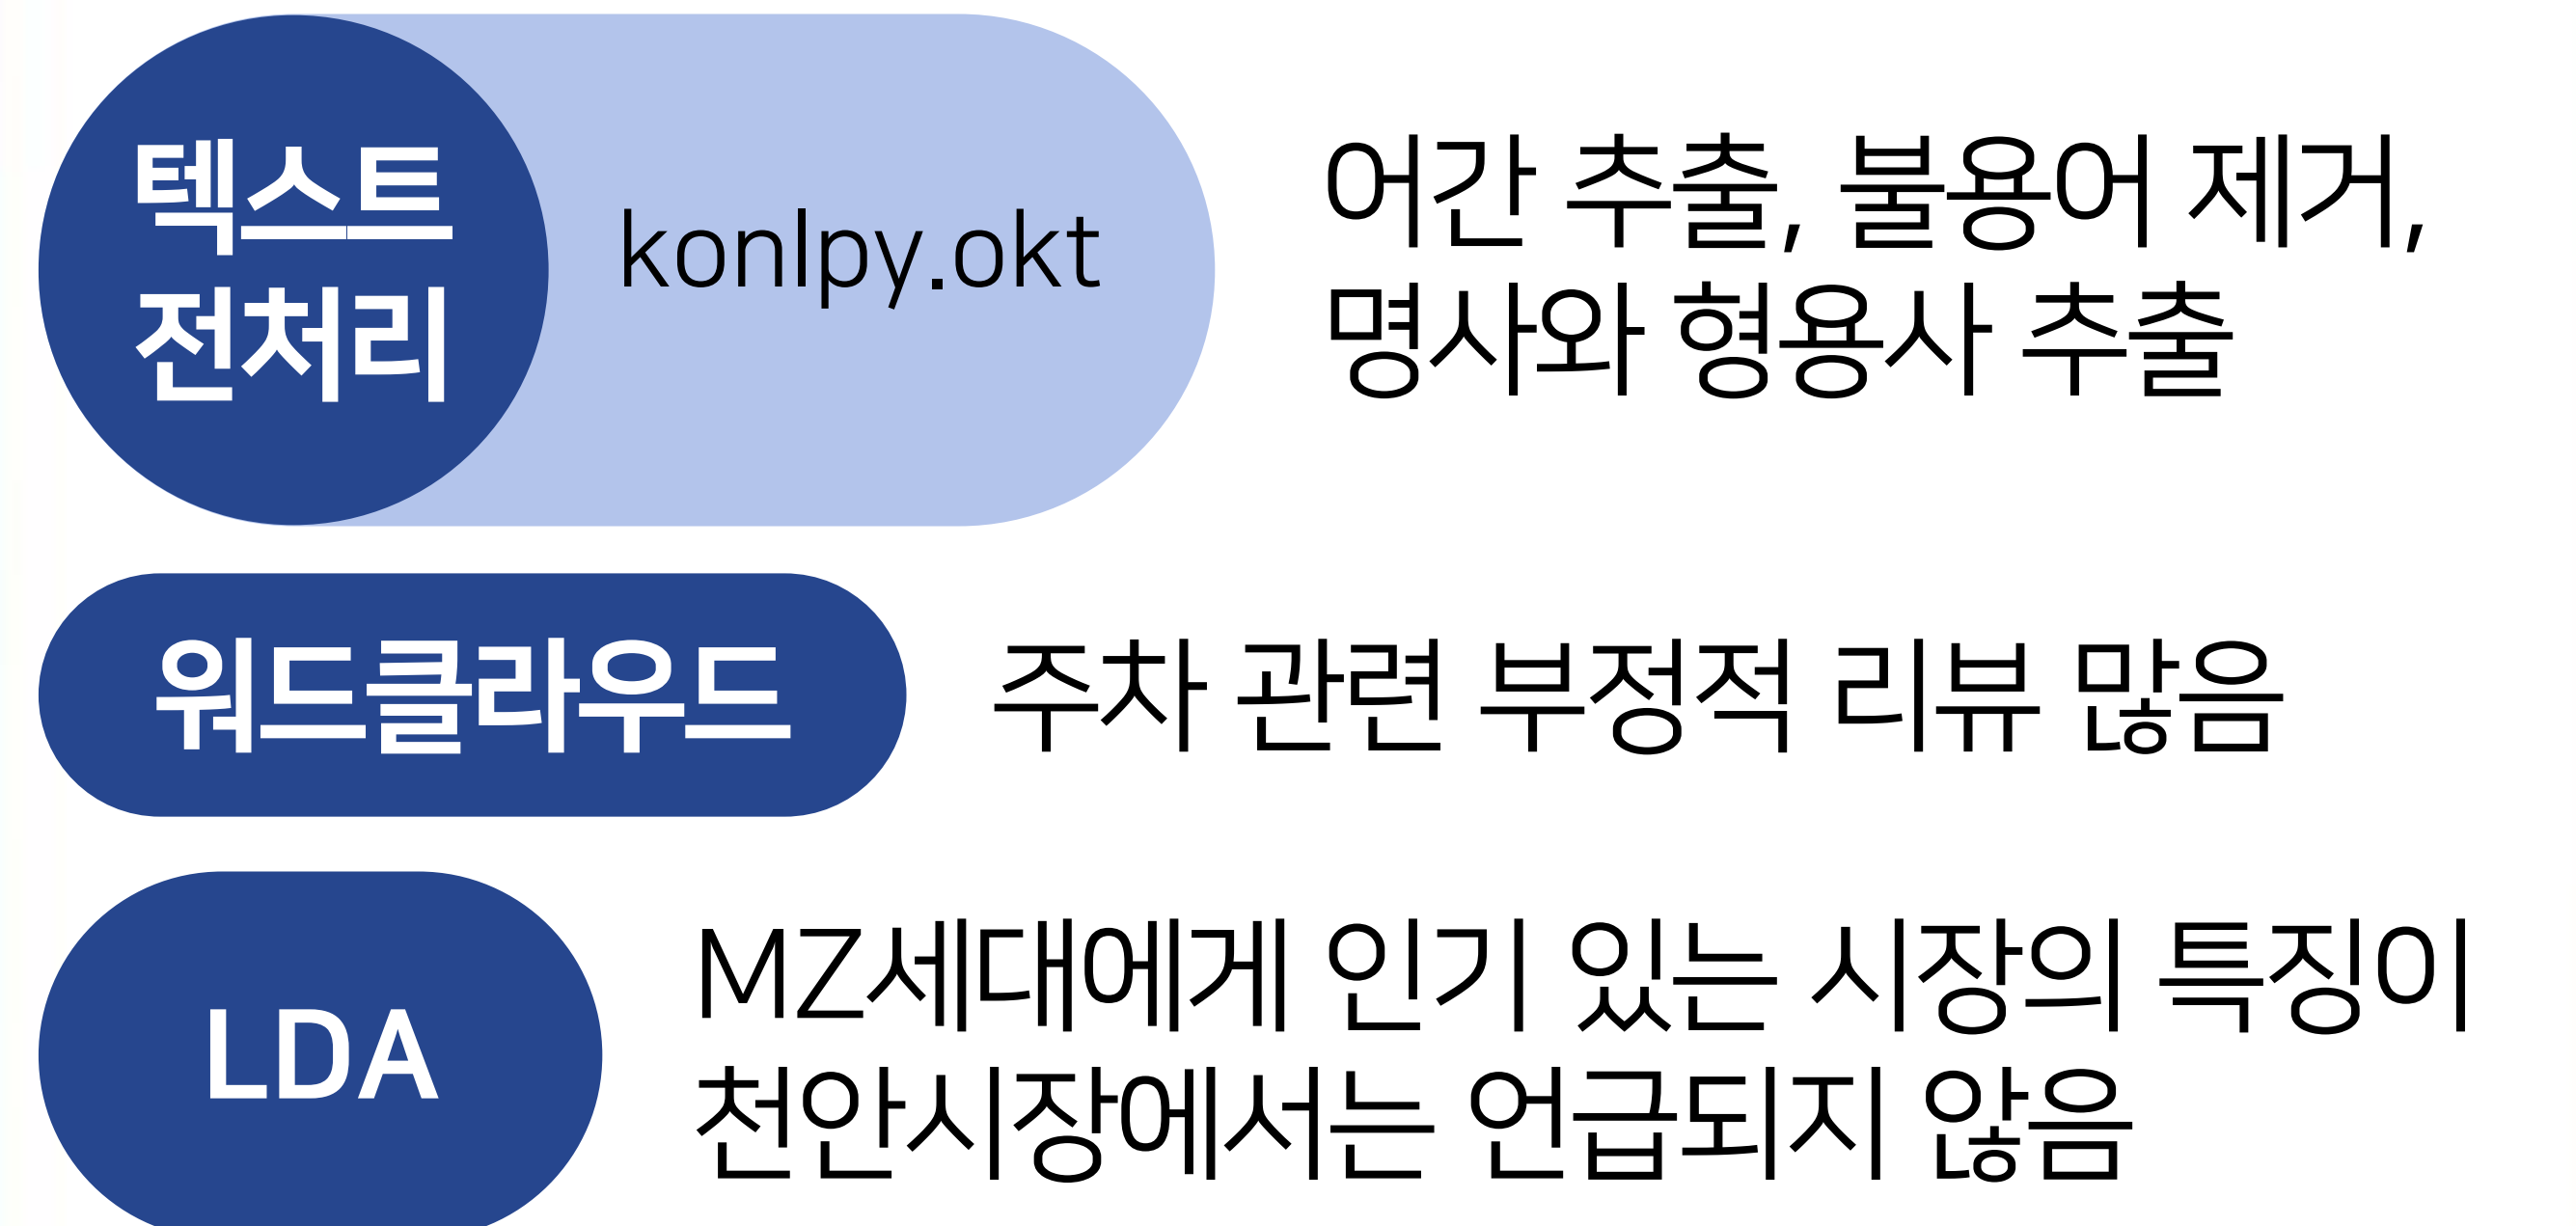 텍스트
전처리
konlpy.okt
어간 추출, 불용어 제거,
명사와 형용사 추출
워드클라우드
주차 관련 부정적 리뷰 많음
LDA
MZ세대에게 인기 있는 시장의 특징이
천안시장에서는 언급되지 않음